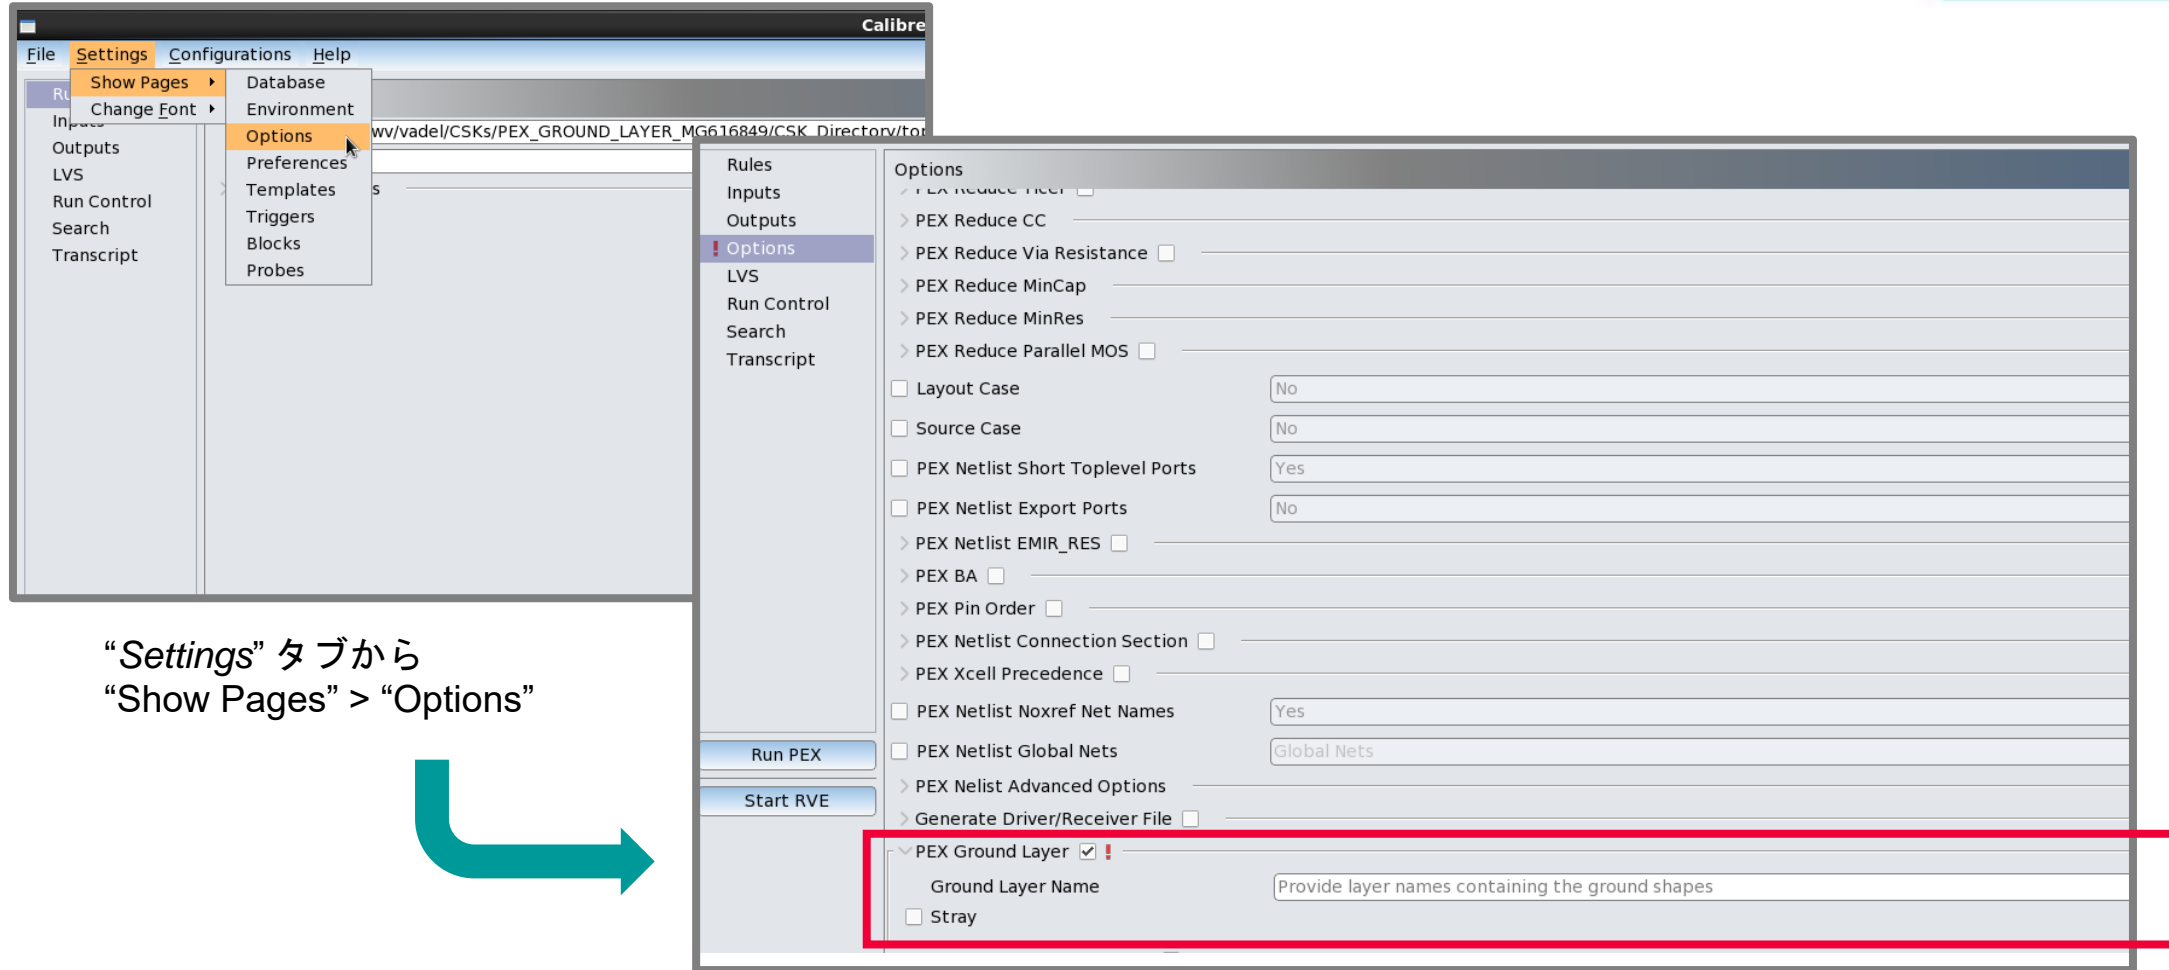 Calibre
File Settings Configurations Help
Show Pages
Change Font
Database
Environment
Options
Preferences
Templates
Triggers
Blocks
Probes
Outputs
LVS
Run Control
Search
Transcript
wv/vadel/CSKs/PEX_GROUND_LAYER_MG616849/CSK_Directory/to
“Settings” タブから
“Show Pages” > “Options”
Rules
Inputs
Outputs
! Options
LVS
Run Control
Search
Transcript
Run PEX
Start RVE
Options
PEX Reduce Ticer
PEX Reduce CC
PEX Reduce Via Resistance
PEX Reduce MinCap
PEX Reduce MinRes
PEX Reduce Parallel MOS
Layout Case No
Source Case No
PEX Netlist Short Toplevel Ports Yes
PEX Netlist Export Ports No
PEX Netlist EMIR_RES
PEX BA
PEX Pin Order
PEX Netlist Connection Section
PEX Xcell Precedence
PEX Netlist Noxref Net Names Yes
PEX Netlist Global Nets Global Nets
PEX Nelist Advanced Options
Generate Driver/Receiver File
PEX Ground Layer !
Ground Layer Name Provide layer names containing the ground shapes
Stray